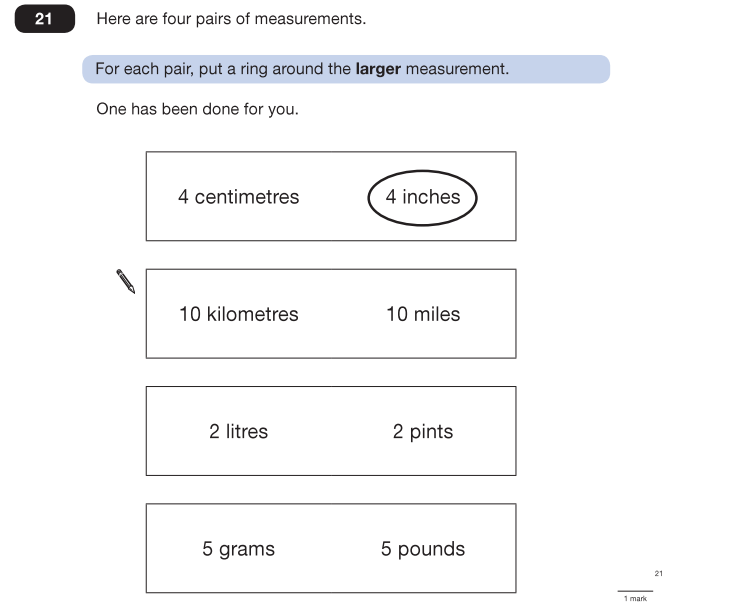 21 Here are four pairs of measurements.
For each pair, put a ring around the larger measurement.
One has been done for you.
4 centimetres 4 inches
10 kilometres 10 miles
2 litres 2 pints
5 grams 5 pounds
21
1 mark